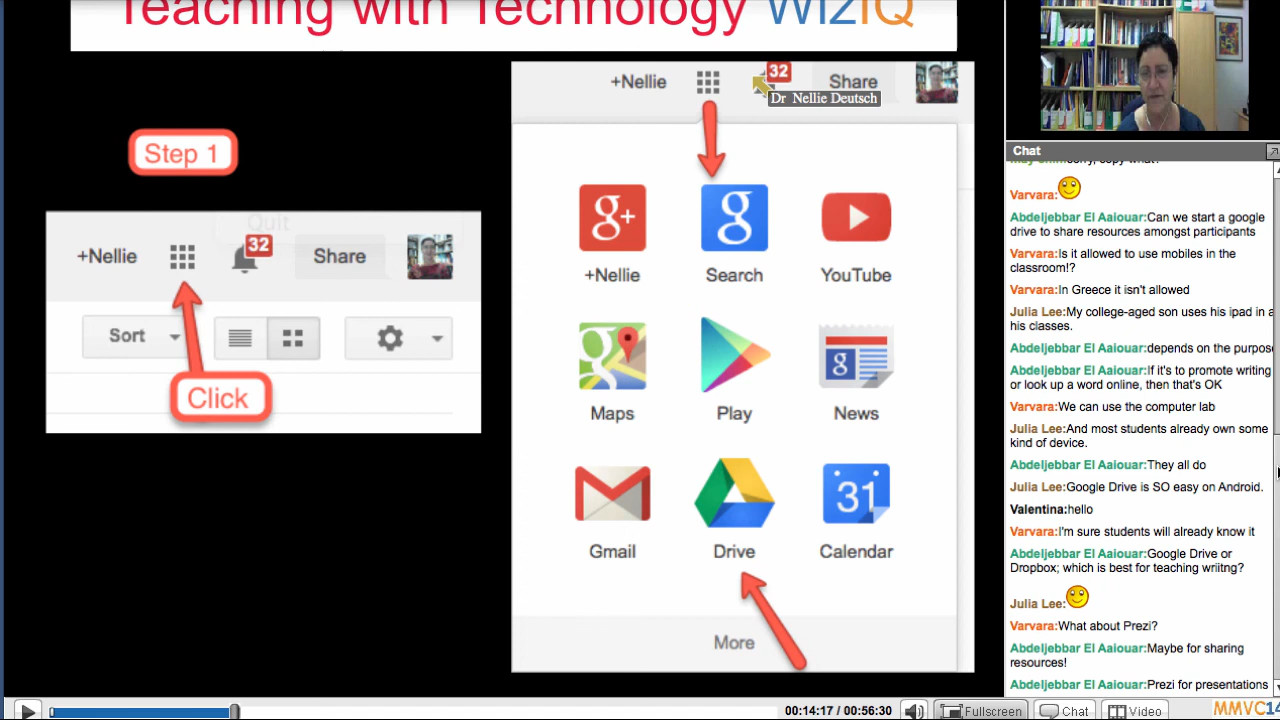 Teaching with Technology WizIQ
Step 1
Quit
+Nellie 32 Share
Sort
Click
+Nellie 32 Share
Dr Nellie Deutsch
g+ g
+Nellie Search YouTube
g g
Maps Play News
31
Gmail Drive Calendar
More
Chat
May Shin:sorry, copy what?
Varvara:
Abdeljebbar El Aaiouar:Can we start a google
drive to share resources amongst participants
Varvara:Is it allowed to use mobiles in the
classroom!?
Varvara:In Greece it isn't allowed
Julia Lee:My college-aged son uses his ipad in a
his classes.
Abdeljebbar El Aaiouar:depends on the purpose
Abdeljebbar El Aaiouar:If it's to promote writing
or look up a word online, then that's OK
Varvara:We can use the computer lab
Julia Lee:And most students already own some
kind of device.
Abdeljebbar El Aaiouar:They all do
Julia Lee:Google Drive is SO easy on Android.
Valentina:hello
Varvara:I'm sure students will already know it
Abdeljebbar El Aaiouar:Google Drive or
Dropbox; which is best for teaching wriitng?
Julia Lee:
Varvara:What about Prezi?
Abdeljebbar El Aaiouar:Maybe for sharing
resources!
Abdeljebbar El Aaiouar:Prezi for presentations
00:14:17 / 00:56:30 Fullscreen Chat Video MMVC14